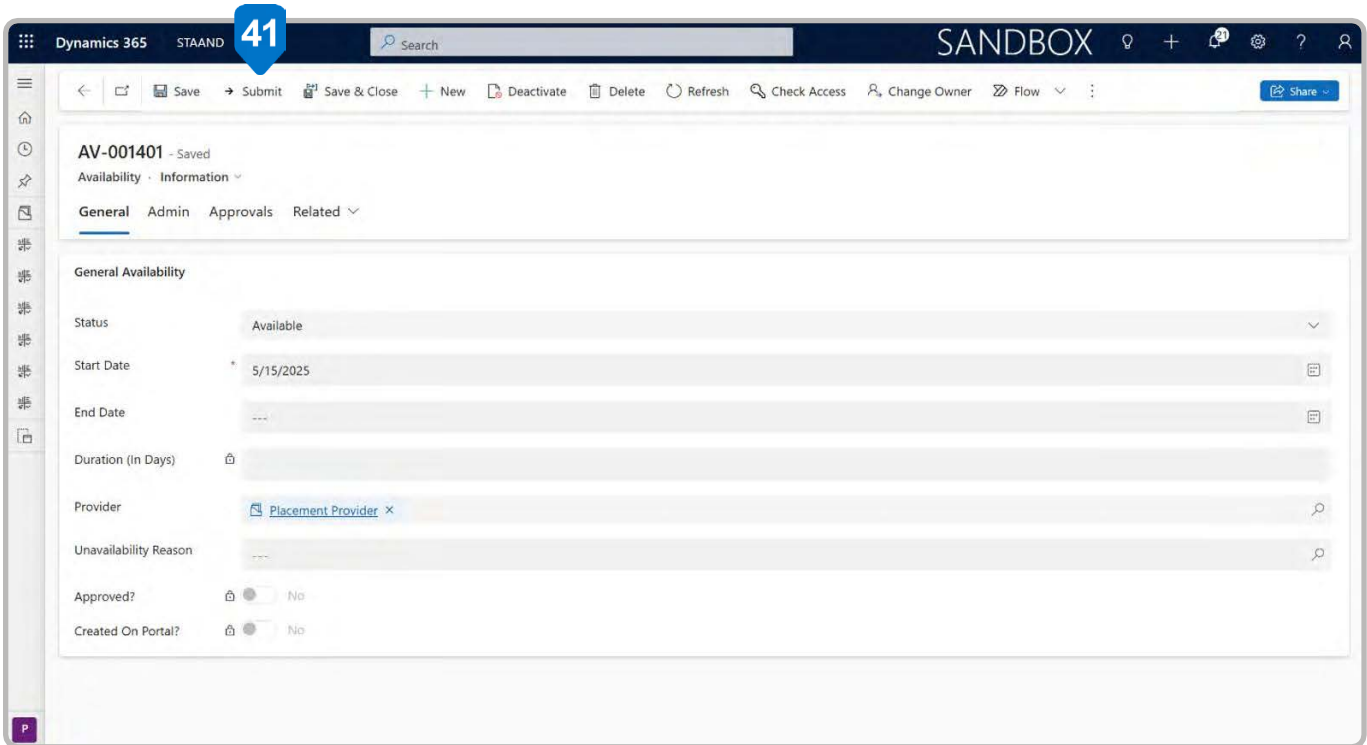 41
Dynamics 365 STAAND Search SANDBOX 21 ?
Save Submit Save & Close New Deactivate Delete Refresh Check Access Change Owner Flow Share
AV-001401 - Saved
Availability · Information
General Admin Approvals Related
General Availability
Status Available
Start Date * 5/15/2025
End Date ---
Duration (In Days)
Provider Placement Provider ×
Unavailability Reason ---
Approved? No
Created On Portal? No
P